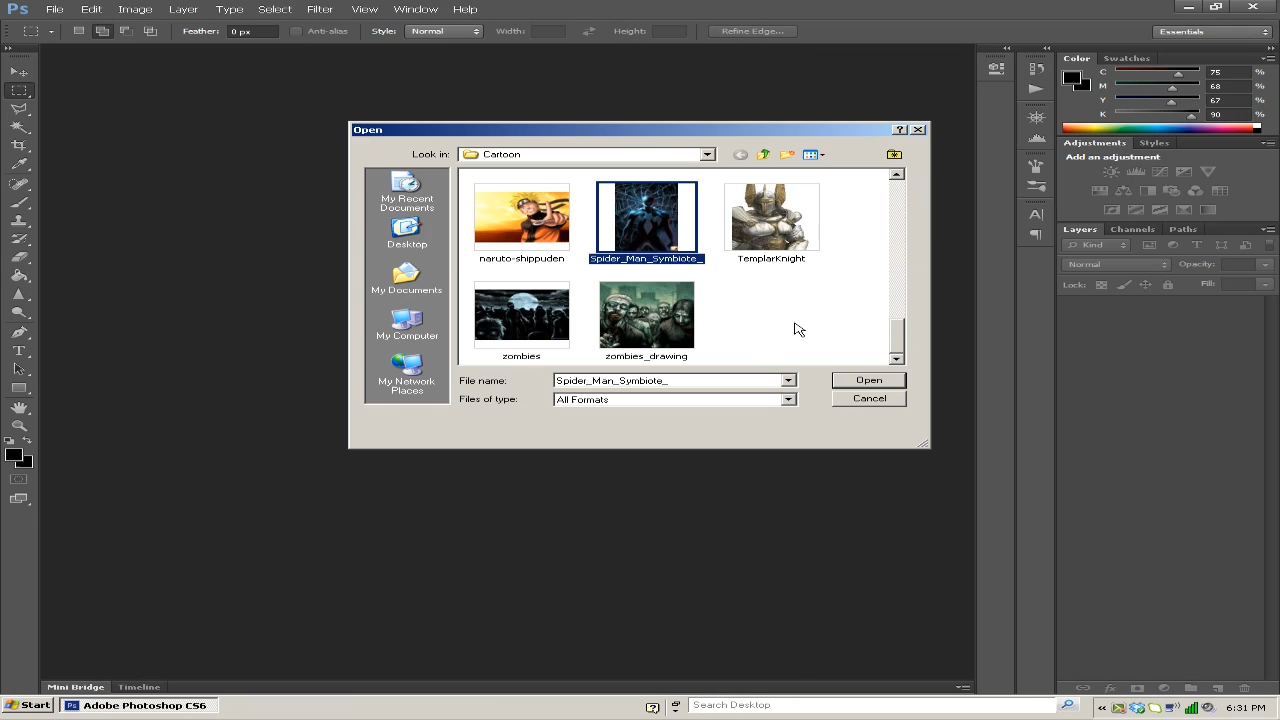 Ps File Edit Image Layer Type Select Filter View Window Help
Feather: 0 px Anti-alias Style: Normal Width: Height: Refine Edge... Essentials
Open
Look in: Cartoon
My Recent
Documents
Desktop
My Documents
My Computer
My Network
Places
naruto-shippuden Spider_Man_Symbiote_ TemplarKnight
zombies zombies_drawing
File name: Spider_Man_Symbiote_ Open
Files of type: All Formats Cancel
Color Swatches
C 75 %
M 68 %
Y 67 %
K 90 %
Adjustments Styles
Add an adjustment
Layers Channels Paths
Kind
Normal Opacity:
Lock: Fill:
Mini Bridge Timeline
Start Ps Adobe Photoshop CS6 Search Desktop 6:31 PM